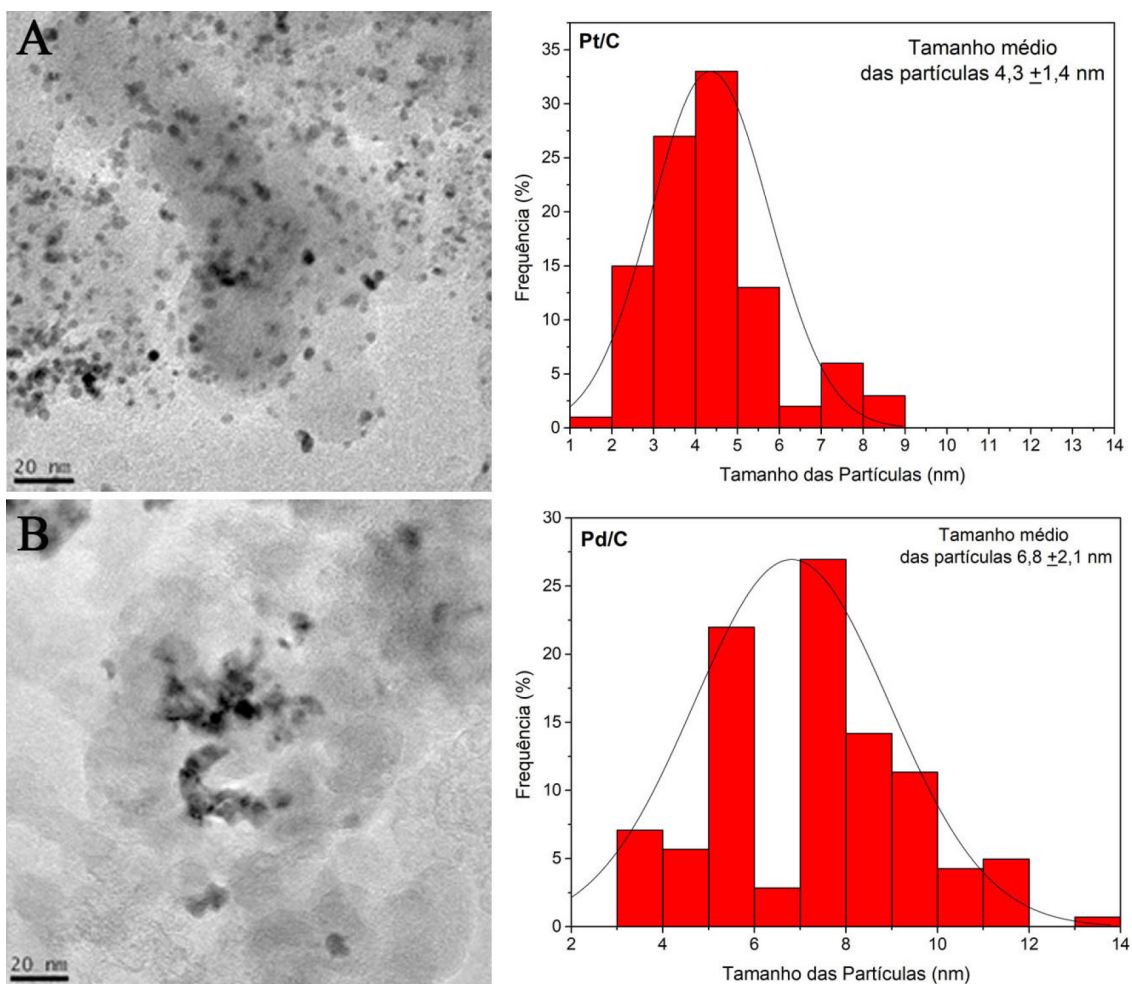 A
20 nm
Pt/C
Tamanho médio
das partículas 4,3 ±1,4 nm
Frequência (%)
35
30
25
20
15
10
5
0
1 2 3 4 5 6 7 8 9 10 11 12 13 14
Tamanho das Partículas (nm)
B
20 nm
Pd/C
Tamanho médio
das partículas 6,8 ±2,1 nm
Frequência (%)
30
25
20
15
10
5
0
2 4 6 8 10 12 14
Tamanho das Partículas (nm)